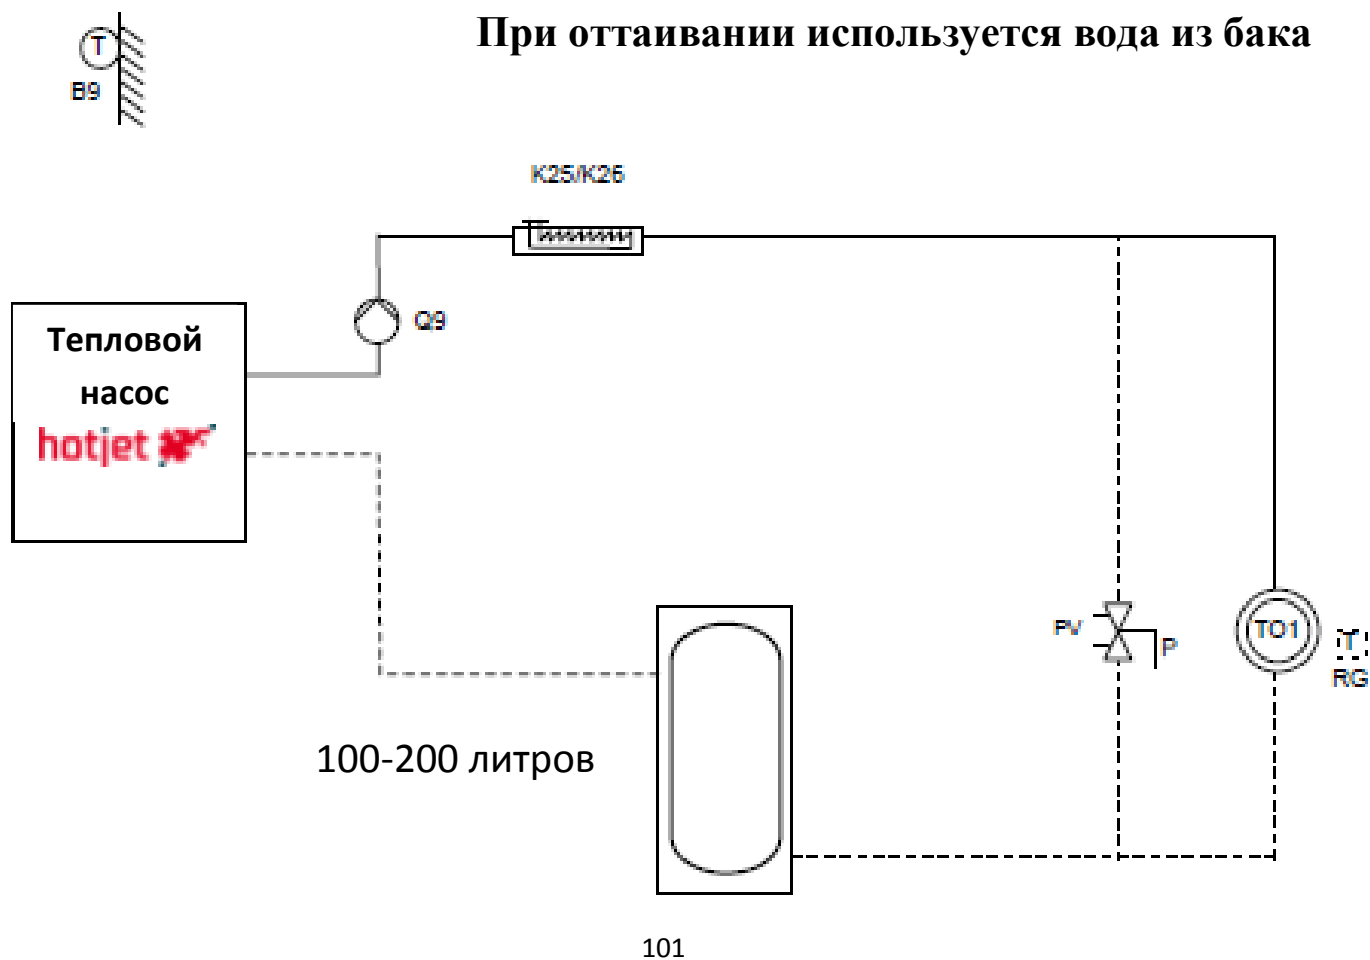 При оттаивании используется вода из бака
T
B9
K25/K26
Q9
Тепловой
насос
hotjet
PV
P
TO1
T
RG
100-200 литров
101